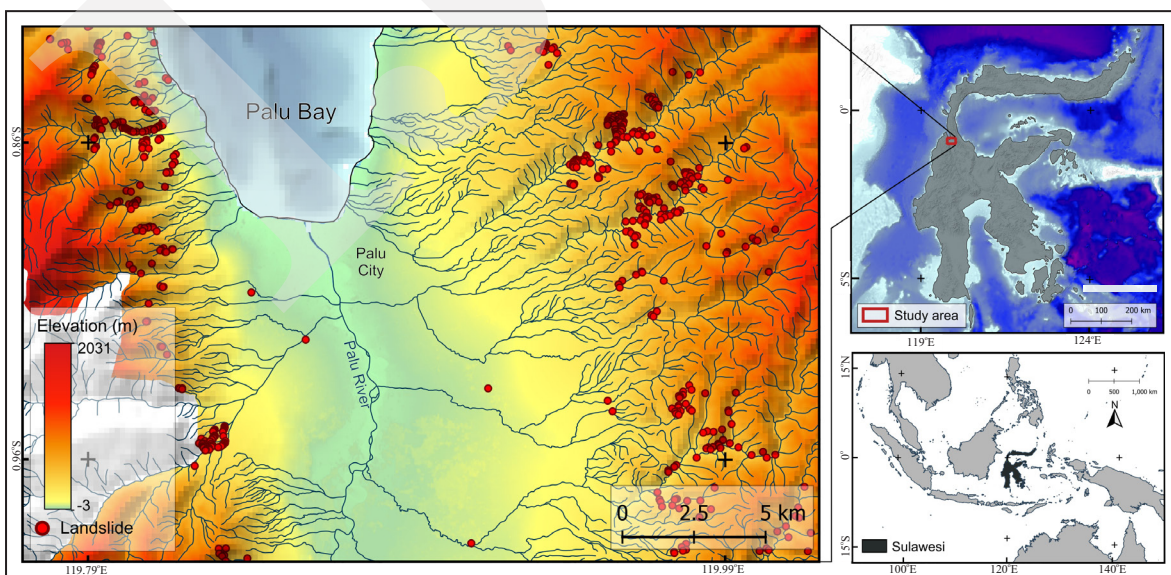 Palu Bay
0.86°S
Palu
City
Elevation (m)
2031
-3
Landslide
Palu River
0.96°S
0 2.5 5 km
119.79°E
119.99°E
0°
5°S
Study area
0 100 200 km
119°E
124°E
15°N
0 500 1,000 km
N
0°
Sulawesi
15°S
100°E
120°E
140°E